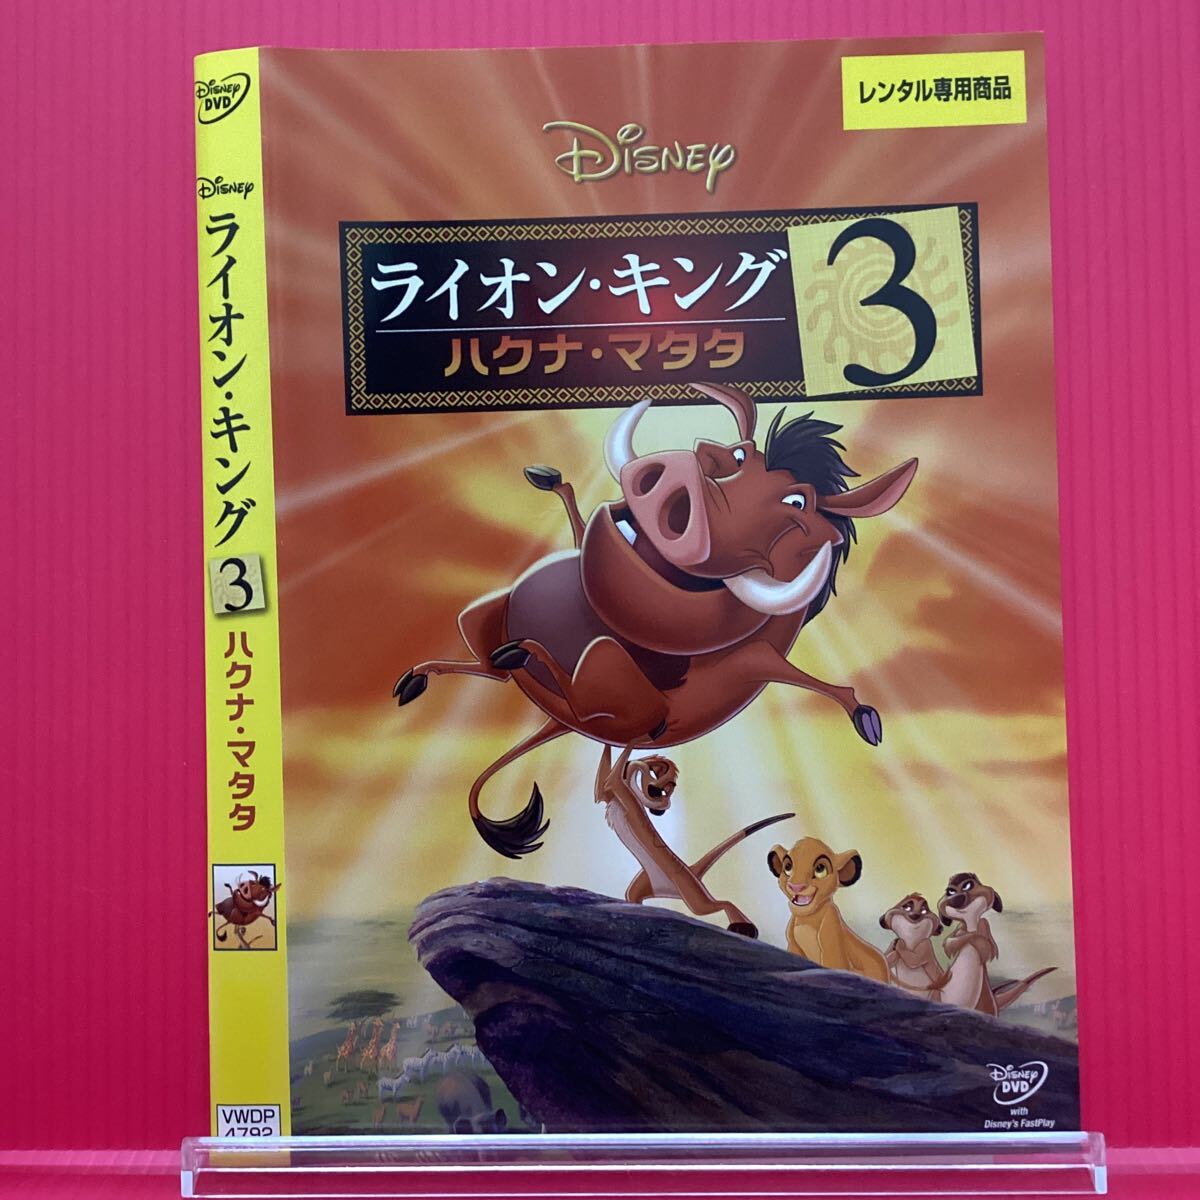 DISNEY
DVD
DISNEY
ライオン・キング
3
ハクナ・マタタ
VWDP
4792
レンタル専用商品
DISNEY
ライオン・キング
3
ハクナ・マタタ
DISNEY
DVD
with
Disney's FastPlay